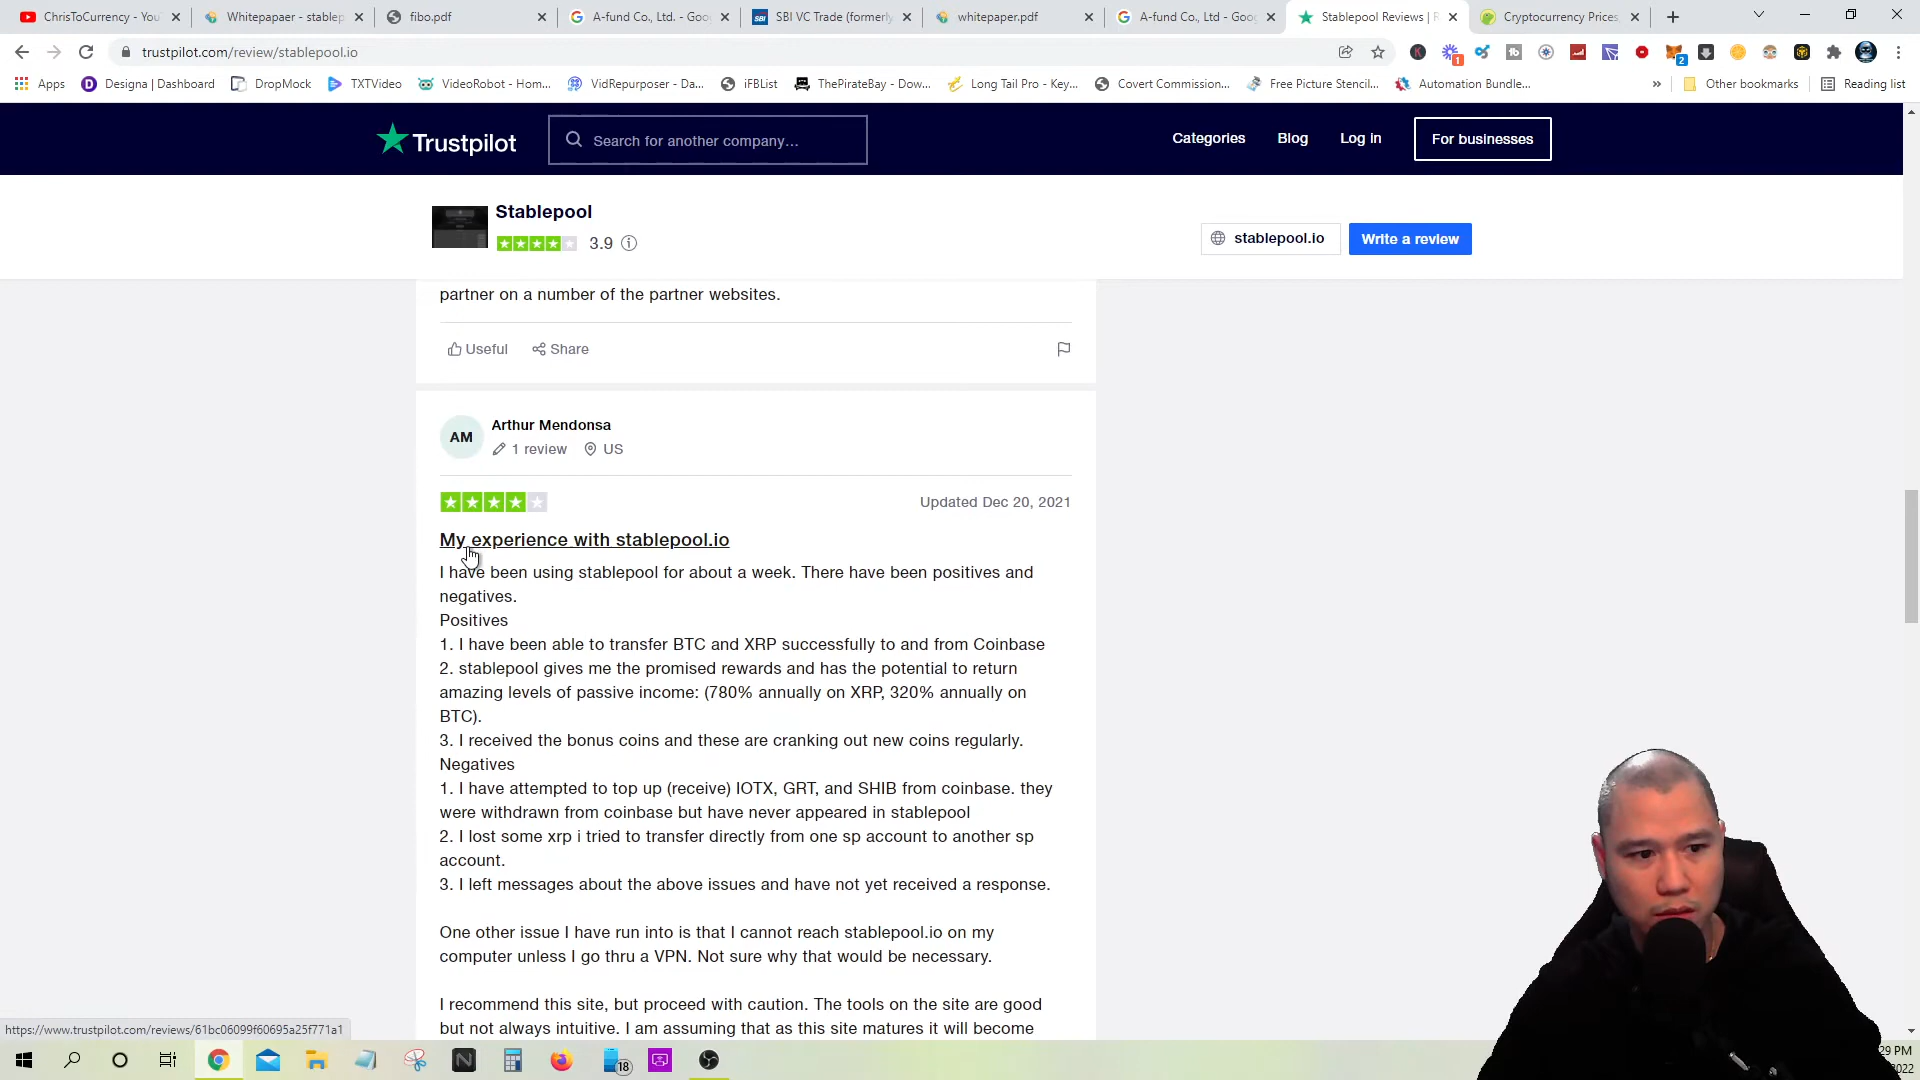 ChrisToCurrency - You
Whitepapaer - stablep
fibo.pdf
A-fund Co., Ltd. - Goo
SBI VC Trade (formerly
whitepaper.pdf
A-fund Co., Ltd - Goog
Stablepool Reviews | R
Cryptocurrency Prices
trustpilot.com/review/stablepool.io
1
2
Apps
Designa | Dashboard
DropMock
TXTVideo
VideoRobot - Hom...
VidRepurposer - Da...
iFBList
ThePirateBay - Dow...
Long Tail Pro - Key...
Covert Commission...
Free Picture Stencil...
Automation Bundle...
Other bookmarks
Reading list
Trustpilot
Search for another company...
Categories
Blog
Log in
For businesses
Stablepool
3.9
stablepool.io
Write a review
partner on a number of the partner websites.
Useful
Share
AM
Arthur Mendonsa
1 review
US
Updated Dec 20, 2021
My experience with stablepool.io
I have been using stablepool for about a week. There have been positives and
negatives.
Positives
1. I have been able to transfer BTC and XRP successfully to and from Coinbase
2. stablepool gives me the promised rewards and has the potential to return
amazing levels of passive income: (780% annually on XRP, 320% annually on
BTC).
3. I received the bonus coins and these are cranking out new coins regularly.
Negatives
1. I have attempted to top up (receive) IOTX, GRT, and SHIB from coinbase. they
were withdrawn from coinbase but have never appeared in stablepool
2. I lost some xrp i tried to transfer directly from one sp account to another sp
account.
3. I left messages about the above issues and have not yet received a response.
One other issue I have run into is that I cannot reach stablepool.io on my
computer unless I go thru a VPN. Not sure why that would be necessary.
I recommend this site, but proceed with caution. The tools on the site are good
but not always intuitive. I am assuming that as this site matures it will become
https://www.trustpilot.com/reviews/61bc06099f60695a25f771a1
18
:29 PM
2022